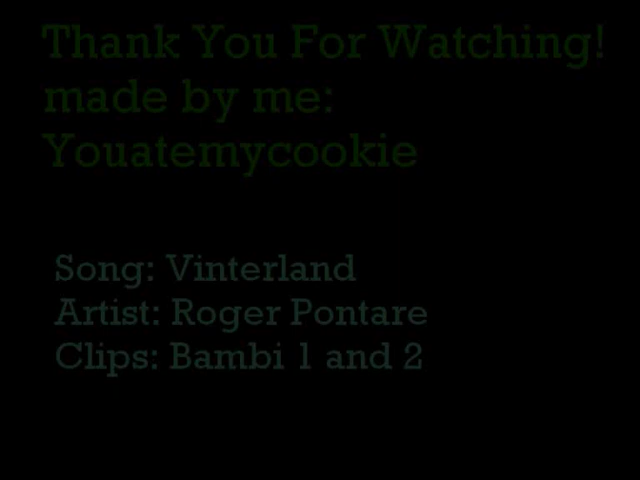 Thank You For Watching!
made by me:
Youatemycookie
Song: Vinterland
Artist: Roger Pontare
Clips: Bambi 1 and 2